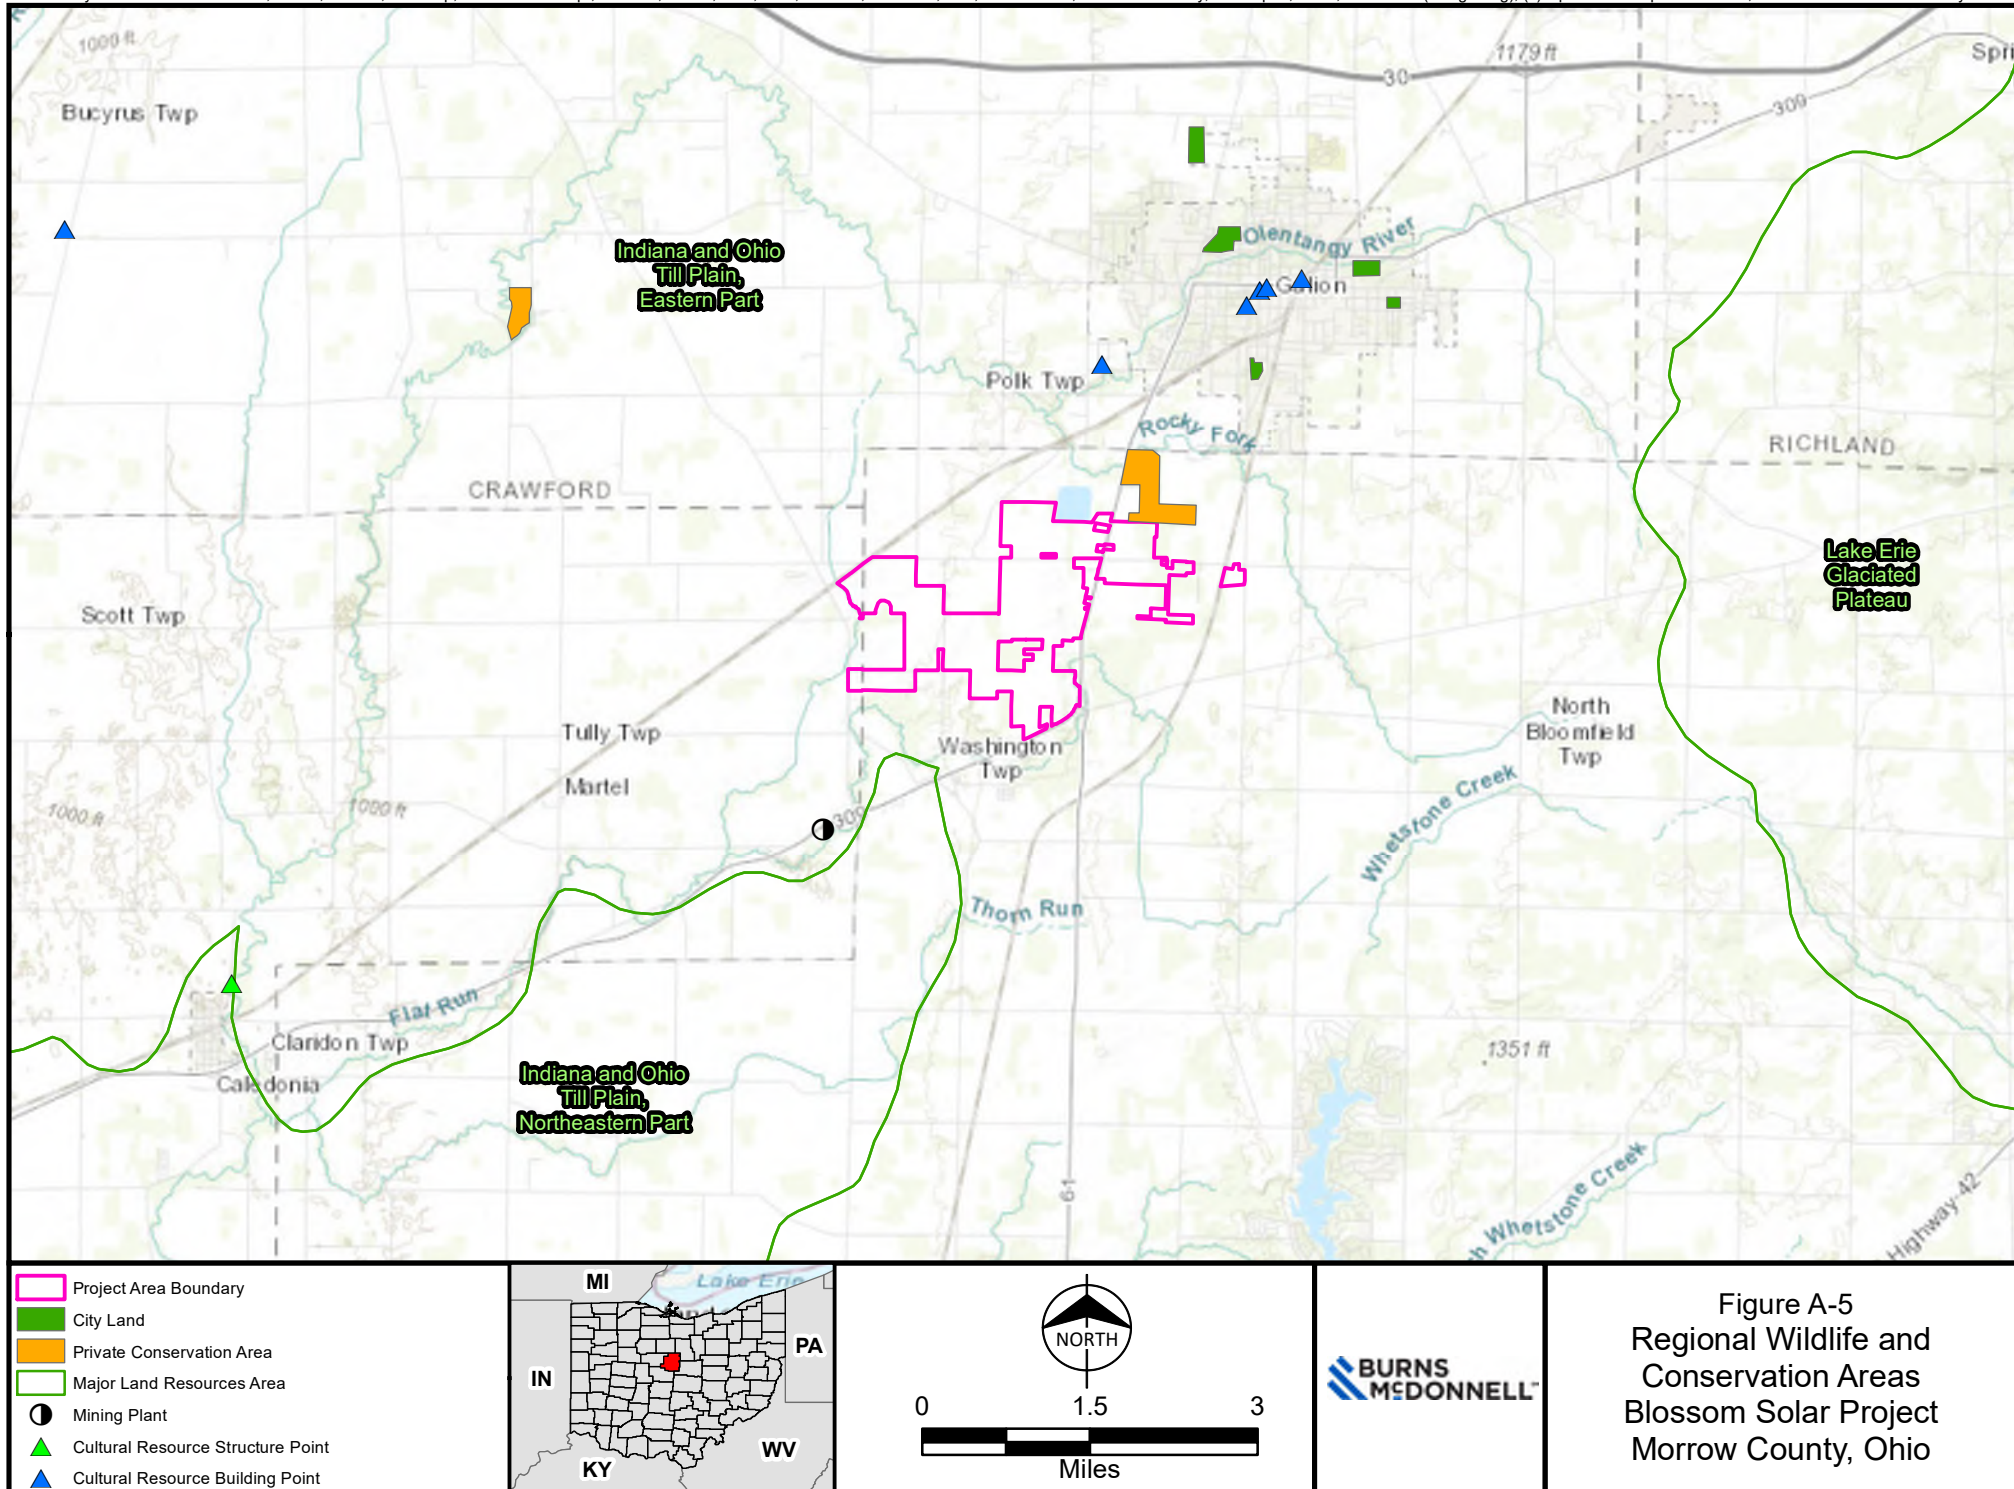 1000 ft
Bucyrus Twp
30
1179 ft
309
Indiana and Ohio
Till Plain,
Eastern Part
Olentangy River
Galion
Polk Twp
Rocky Fork
RICHLAND
CRAWFORD
Lake Erie
Glaciated
Plateau
Scott Twp
Tully Twp
Martel
Washington
Twp
North
Bloomfield
Twp
Whetstone Creek
1000 ft
1000 ft
309
Thorn Run
Flat Run
Claridon Twp
Caledonia
Indiana and Ohio
Till Plain,
Northeastern Part
1351 ft
61
Whetstone Creek
Highway 42
Project Area Boundary
City Land
Private Conservation Area
Major Land Resources Area
Mining Plant
Cultural Resource Structure Point
Cultural Resource Building Point
MI
Lake Erie
PA
IN
WV
KY
NORTH
0 1.5 3
Miles
BURNS
MCDONNELL
Figure A-5
Regional Wildlife and
Conservation Areas
Blossom Solar Project
Morrow County, Ohio